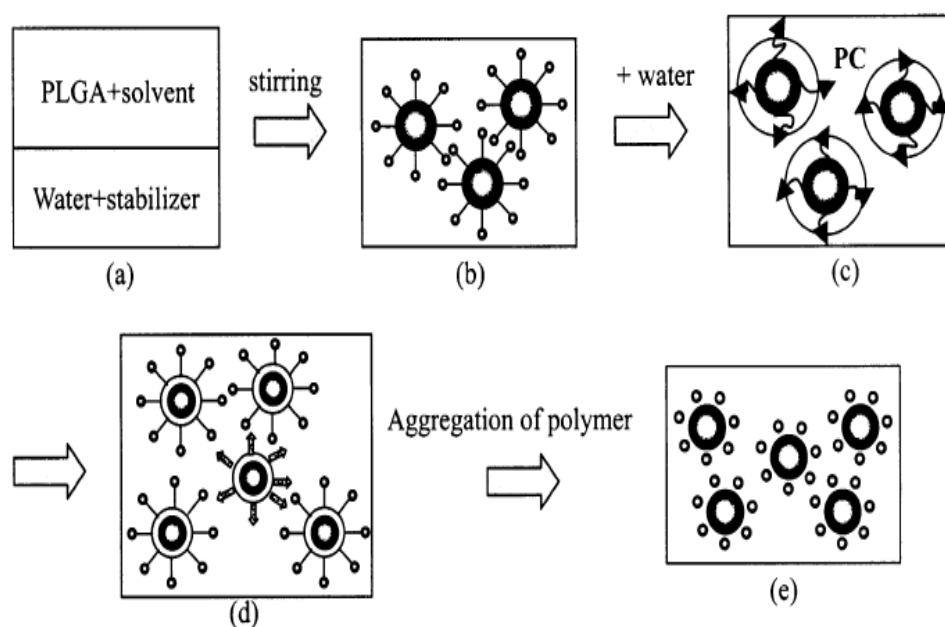 PLGA+solvent
Water+stabilizer
(a)
stirring
(b)
+ water
PC
(c)
(d)
Aggregation of polymer
(e)